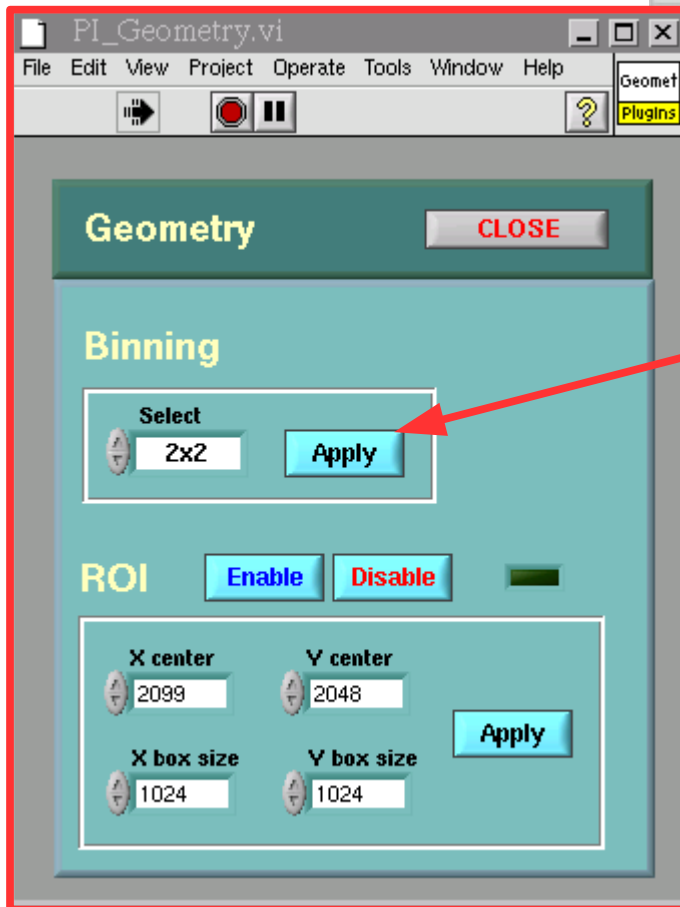 PI_Geometry.vi
File Edit View Project Operate Tools Window Help
Geomet
PlugIns
?
Geometry
CLOSE
Binning
Select
2x2
Apply
ROI
Enable
Disable
X center
Y center
2099
2048
Apply
X box size
Y box size
1024
1024